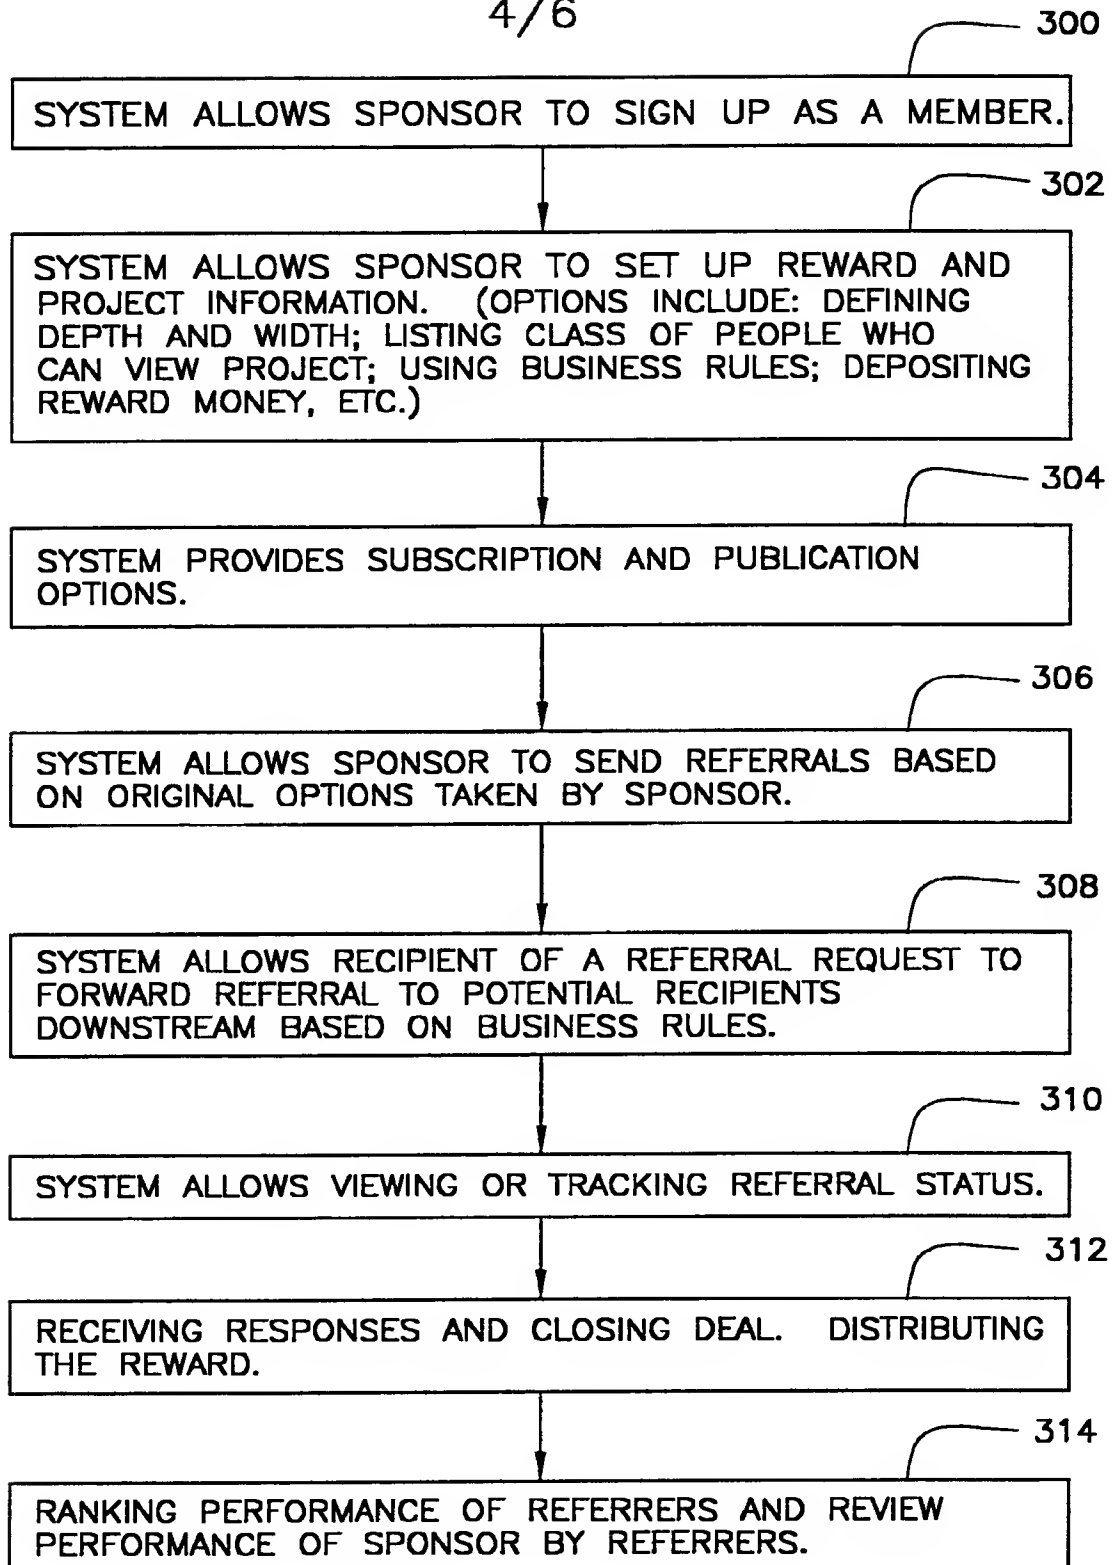 4/6
300
SYSTEM ALLOWS SPONSOR TO SIGN UP AS A MEMBER.
302
SYSTEM ALLOWS SPONSOR TO SET UP REWARD AND
PROJECT INFORMATION. (OPTIONS INCLUDE: DEFINING
DEPTH AND WIDTH; LISTING CLASS OF PEOPLE WHO
CAN VIEW PROJECT; USING BUSINESS RULES; DEPOSITING
REWARD MONEY, ETC.)
304
SYSTEM PROVIDES SUBSCRIPTION AND PUBLICATION
OPTIONS.
306
SYSTEM ALLOWS SPONSOR TO SEND REFERRALS BASED
ON ORIGINAL OPTIONS TAKEN BY SPONSOR.
308
SYSTEM ALLOWS RECIPIENT OF A REFERRAL REQUEST TO
FORWARD REFERRAL TO POTENTIAL RECIPIENTS
DOWNSTREAM BASED ON BUSINESS RULES.
310
SYSTEM ALLOWS VIEWING OR TRACKING REFERRAL STATUS.
312
RECEIVING RESPONSES AND CLOSING DEAL. DISTRIBUTING
THE REWARD.
314
RANKING PERFORMANCE OF REFERRERS AND REVIEW
PERFORMANCE OF SPONSOR BY REFERRERS.